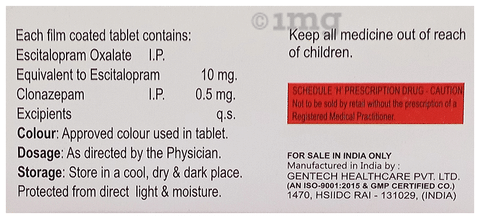 ©1mg
Each film coated tablet contains:
Escitalopram Oxalate I.P.
Equivalent to Escitalopram 10 mg.
Clonazepam I.P. 0.5 mg.
Excipients q.s.
Colour: Approved colour used in tablet.
Dosage: As directed by the Physician.
Storage: Store in a cool, dry & dark place.
Protected from direct light & moisture.
Keep all medicine out of reach
of children.
SCHEDULE 'H' PRESCRIPTION DRUG - CAUTION
Not to be sold by retail without the prescription of a
Registered Medical Practitioner.
FOR SALE IN INDIA ONLY
Manufactured in India by :
GENTECH HEALTHCARE PVT. LTD.
(AN ISO-9001:2015 & GMP CERTIFIED CO.)
1470, HSIIDC RAI - 131029, (INDIA)